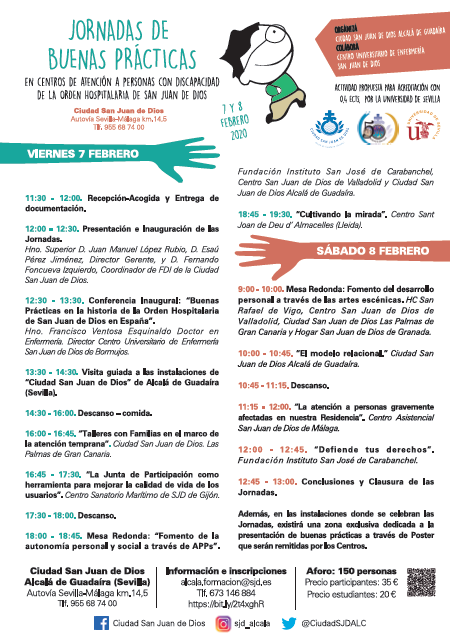 JORNADAS DE
BUENAS PRÁCTICAS
EN CENTROS DE ATENCIÓN A PERSONAS CON DISCAPACIDAD
DE LA ORDEN HOSPITALARIA DE SAN JUAN DE DIOS
Ciudad San Juan de Dios
Autovía Sevilla-Málaga km.14,5
Tlf. 955 68 74 00
7 Y 8
FEBRERO
2020
ORGANIZA
CIUDAD SAN JUAN DE DIOS ALCALÁ DE GUADAÍRA
COLABORA
CENTRO UNIVERSITARIO DE ENFERMERÍA
SAN JUAN DE DIOS
ACTIVIDAD PROPUESTA PARA ACREDITACIÓN CON
0,4 ECTS, POR LA UNIVERSIDAD DE SEVILLA
VIERNES 7 FEBRERO
11:30 - 12:00. Recepción-Acogida y Entrega de
documentación.
12:00 - 12:30. Presentación e Inauguración de las
Jornadas.
Hno. Superior D. Juan Manuel López Rubio, D. Esaú
Pérez Jiménez, Director Gerente, y D. Fernando
Foncueva Izquierdo, Coordinador de FDI de la Ciudad
San Juan de Dios.
12:30 - 13:30. Conferencia Inaugural: "Buenas
Prácticas en la historia de la Orden Hospitalaria
de San Juan de Dios en España".
Hno. Francisco Ventosa Esquinaldo Doctor en
Enfermería. Director Centro Universitario de Enfermería
San Juan de Dios de Bormujos.
13:30 - 14:30. Visita guiada a las instalaciones de
"Ciudad San Juan de Dios" de Alcalá de Guadaíra
(Sevilla).
14:30 - 16:00. Descanso – comida.
16:00 - 16:45. "Talleres con Familias en el marco de
la atención temprana". Ciudad San Juan de Dios. Las
Palmas de Gran Canaria.
16:45 - 17:30. "La Junta de Participación como
herramienta para mejorar la calidad de vida de los
usuarios". Centro Sanatorio Marítimo de SJD de Gijón.
17:30 - 18:00. Descanso.
18:00 - 18:45. Mesa Redonda: "Fomento de la
autonomía personal y social a través de APPs".
Fundación Instituto San José de Carabanchel,
Centro San Juan de Dios de Valladolid y Ciudad San
Juan de Dios Alcalá de Guadaíra.
18:45 - 19:30. "Cultivando la mirada". Centro Sant
Joan de Deu d' Almacelles (Lleida).
SÁBADO 8 FEBRERO
9:00 - 10:00. Mesa Redonda: Fomento del desarrollo
personal a través de las artes escénicas. HC San
Rafael de Vigo, Centro San Juan de Dios de
Valladolid, Ciudad San Juan de Dios Las Palmas de
Gran Canaria y Hogar San Juan de Dios de Granada.
10:00 - 10:45. "El modelo relacional." Ciudad San
Juan de Dios Alcalá de Guadaíra.
10:45 - 11:15. Descanso.
11:15 - 12:00. "La atención a personas gravemente
afectadas en nuestra Residencia". Centro Asistencial
San Juan de Dios de Málaga.
12:00 - 12:45. "Defiende tus derechos".
Fundación Instituto San José de Carabanchel.
12:45 - 13:00. Conclusiones y Clausura de las
Jornadas.
Además, en las instalaciones donde se celebran las
Jornadas, existirá una zona exclusiva dedicada a la
presentación de buenas prácticas a través de Poster
que serán remitidas por los Centros.
Ciudad San Juan de Dios
Alcalá de Guadaíra (Sevilla)
Autovía Sevilla-Málaga km.14,5
Tlf. 955 68 74 00
Información e inscripciones
alcala.formacion@sjd.es
Tlf. 673 146 884
https://bit.ly/2t4xghR
Aforo: 150 personas
Precio participantes: 35 €
Precio estudiantes: 20 €
Ciudad San Juan de Dios
sjd_alcala
@CiudadSJDALC